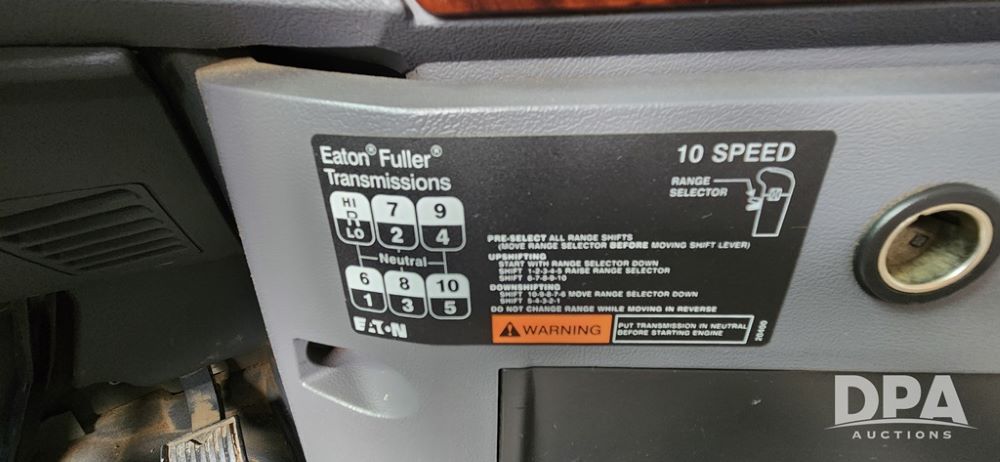 Eaton® Fuller®
Transmissions
10 SPEED
RANGE
SELECTOR
HI
R
LO
7
2
9
4
Neutral
6
1
8
3
10
5
EATON
PRE-SELECT ALL RANGE SHIFTS
(MOVE RANGE SELECTOR BEFORE MOVING SHIFT LEVER)
UPSHIFTING
START WITH RANGE SELECTOR DOWN
SHIFT 1-2-3-4-5 RAISE RANGE SELECTOR
SHIFT 6-7-8-9-10
DOWNSHIFTING
SHIFT 10-9-8-7-6 MOVE RANGE SELECTOR DOWN
SHIFT 5-4-3-2-1
DO NOT CHANGE RANGE WHILE MOVING IN REVERSE
WARNING
PUT TRANSMISSION IN NEUTRAL
BEFORE STARTING ENGINE
DPA
AUCTIONS